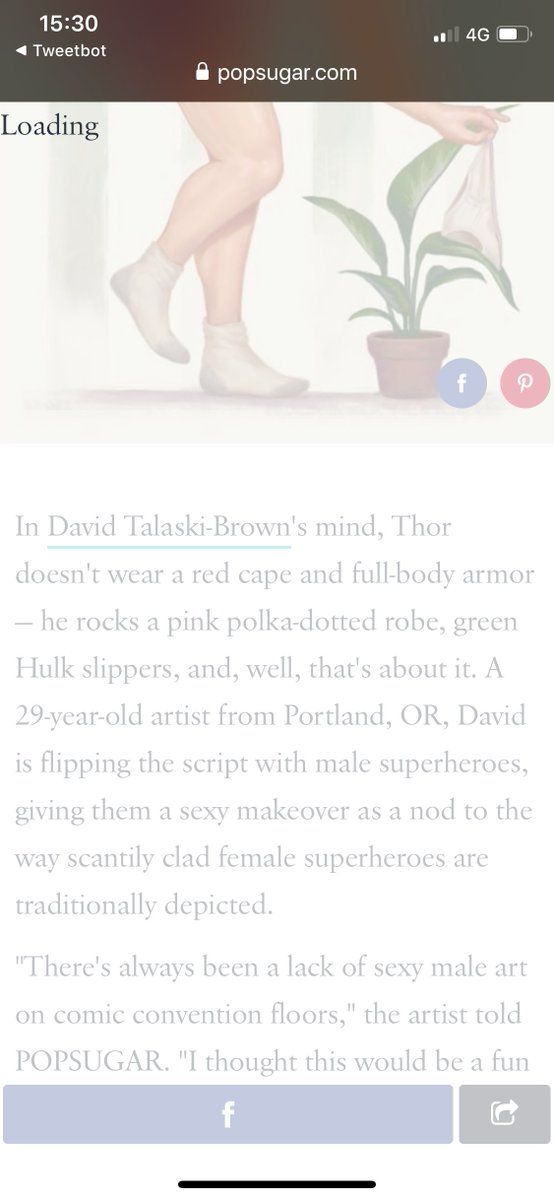 15:30
4G
◀ Tweetbot
popsugar.com
Loading
In David Talaski-Brown's mind, Thor
doesn't wear a red cape and full-body armor
— he rocks a pink polka-dotted robe, green
Hulk slippers, and, well, that's about it. A
29-year-old artist from Portland, OR, David
is flipping the script with male superheroes,
giving them a sexy makeover as a nod to the
way scantily clad female superheroes are
traditionally depicted.
"There's always been a lack of sexy male art
on comic convention floors," the artist told
POPSUGAR. "I thought this would be a fun